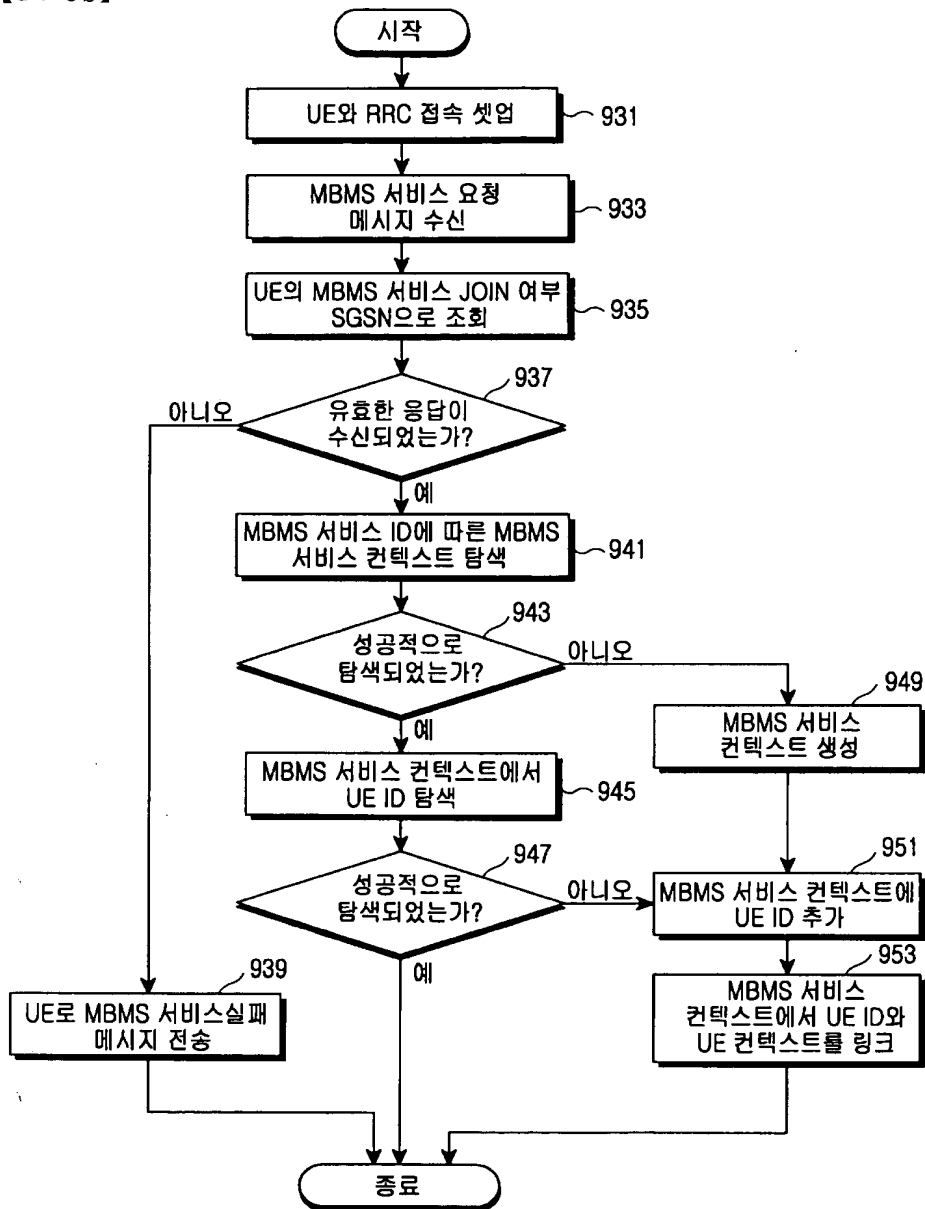 시작
UE와 RRC 접속 셋업
931
MBMS 서비스 요청
메시지 수신
933
UE의 MBMS 서비스 JOIN 여부
SGSN으로 조회
935
937
유효한 응답이
수신되었는가?
아니오
예
MBMS 서비스 ID에 따른 MBMS
서비스 컨텍스트 탐색
941
943
성공적으로
탐색되었는가?
아니오
예
949
MBMS 서비스
컨텍스트 생성
MBMS 서비스 컨텍스트에서
UE ID 탐색
945
947
성공적으로
탐색되었는가?
아니오
예
951
MBMS 서비스 컨텍스트에
UE ID 추가
953
MBMS 서비스
컨텍스트에서 UE ID와
UE 컨텍스트를 링크
939
UE로 MBMS 서비스실패
메시지 전송
종료